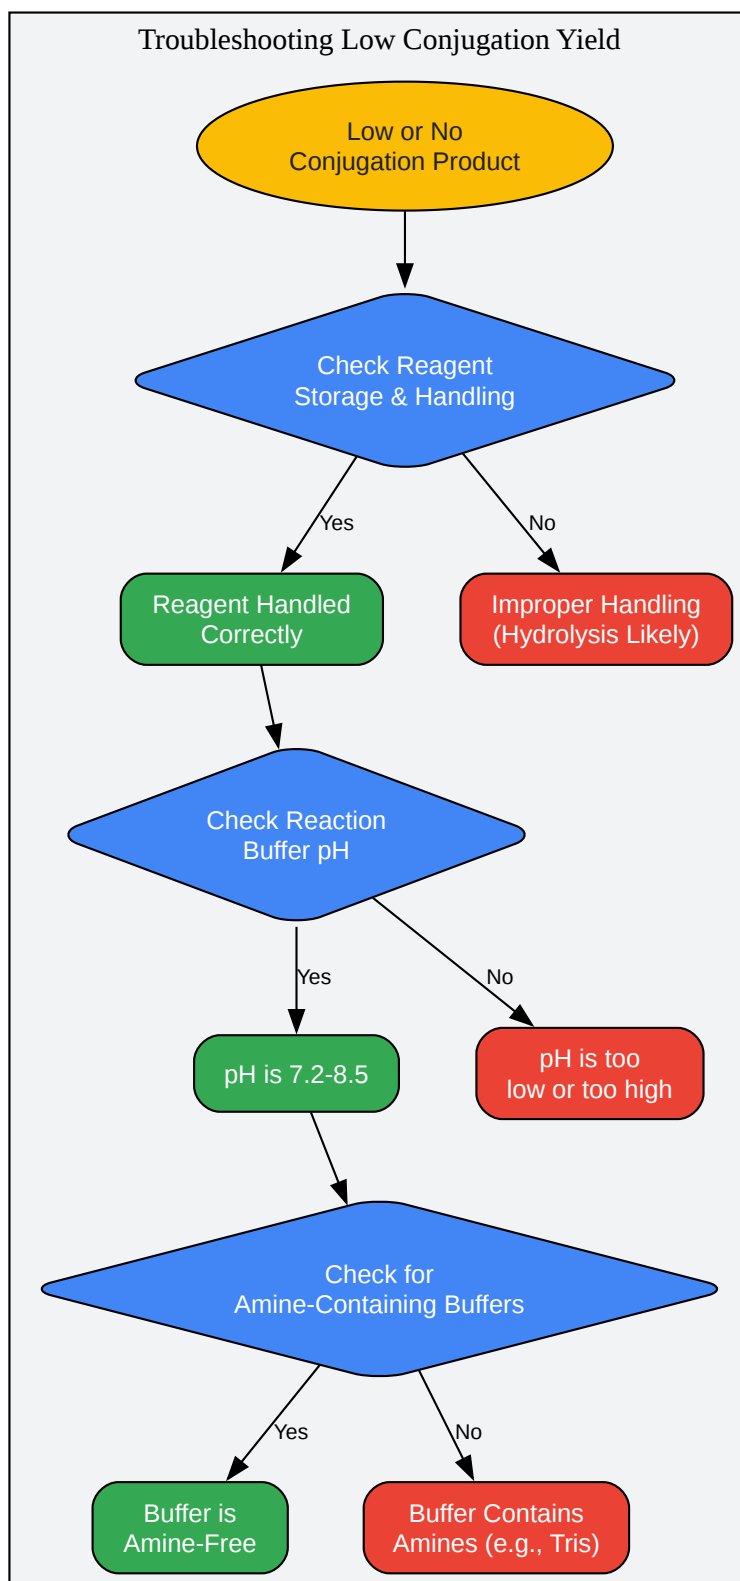 Troubleshooting Low Conjugation Yield
Low or No
Conjugation Product
Check Reagent
Storage & Handling
Yes
No
Reagent Handled
Correctly
Improper Handling
(Hydrolysis Likely)
Check Reaction
Buffer pH
Yes
No
pH is 7.2-8.5
pH is too
low or too high
Check for
Amine-Containing Buffers
Yes
No
Buffer is
Amine-Free
Buffer Contains
Amines (e.g., Tris)